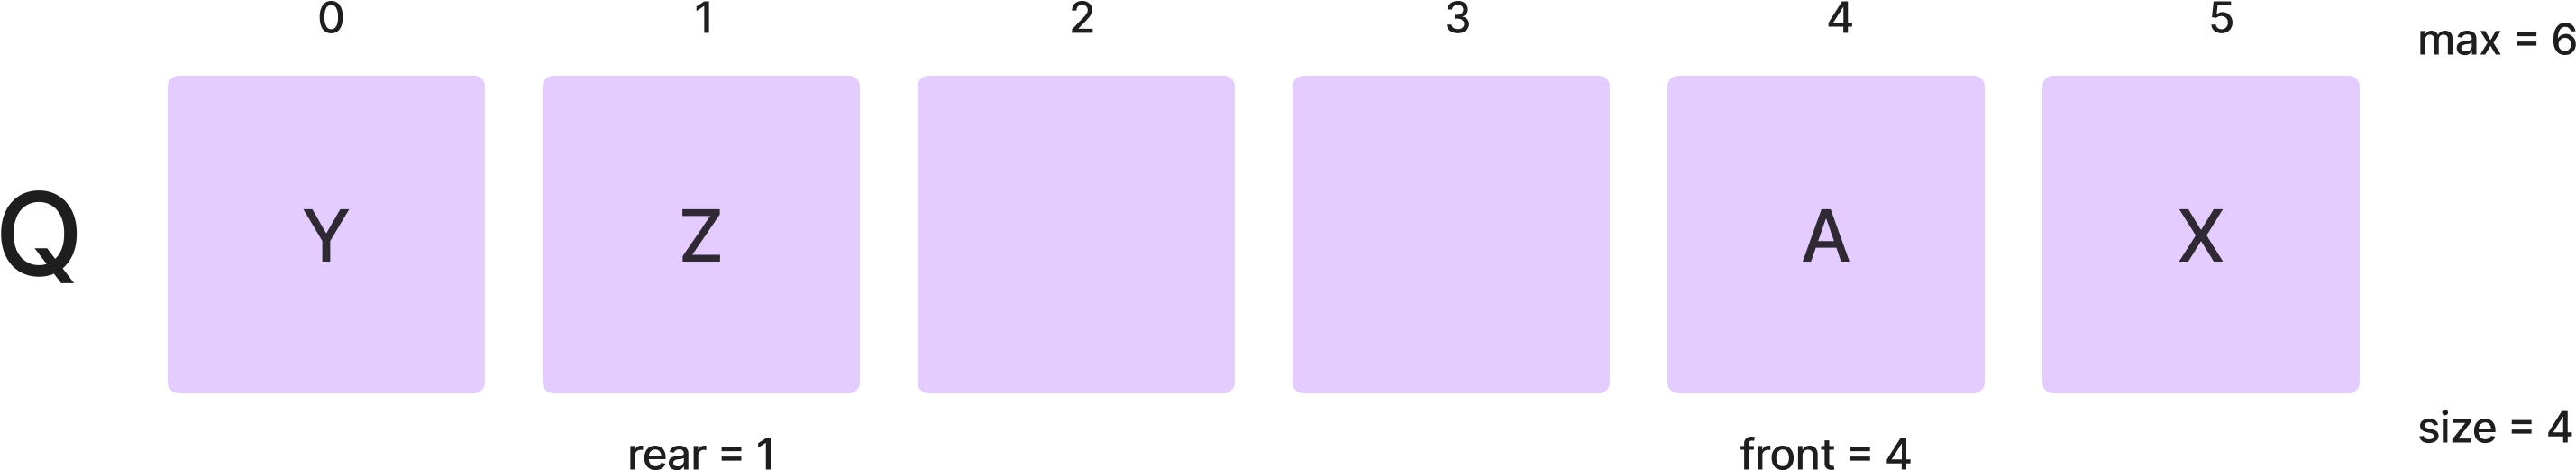 0 1 2 3 4 5 max = 6
Q Y Z A X
rear = 1 front = 4 size = 4